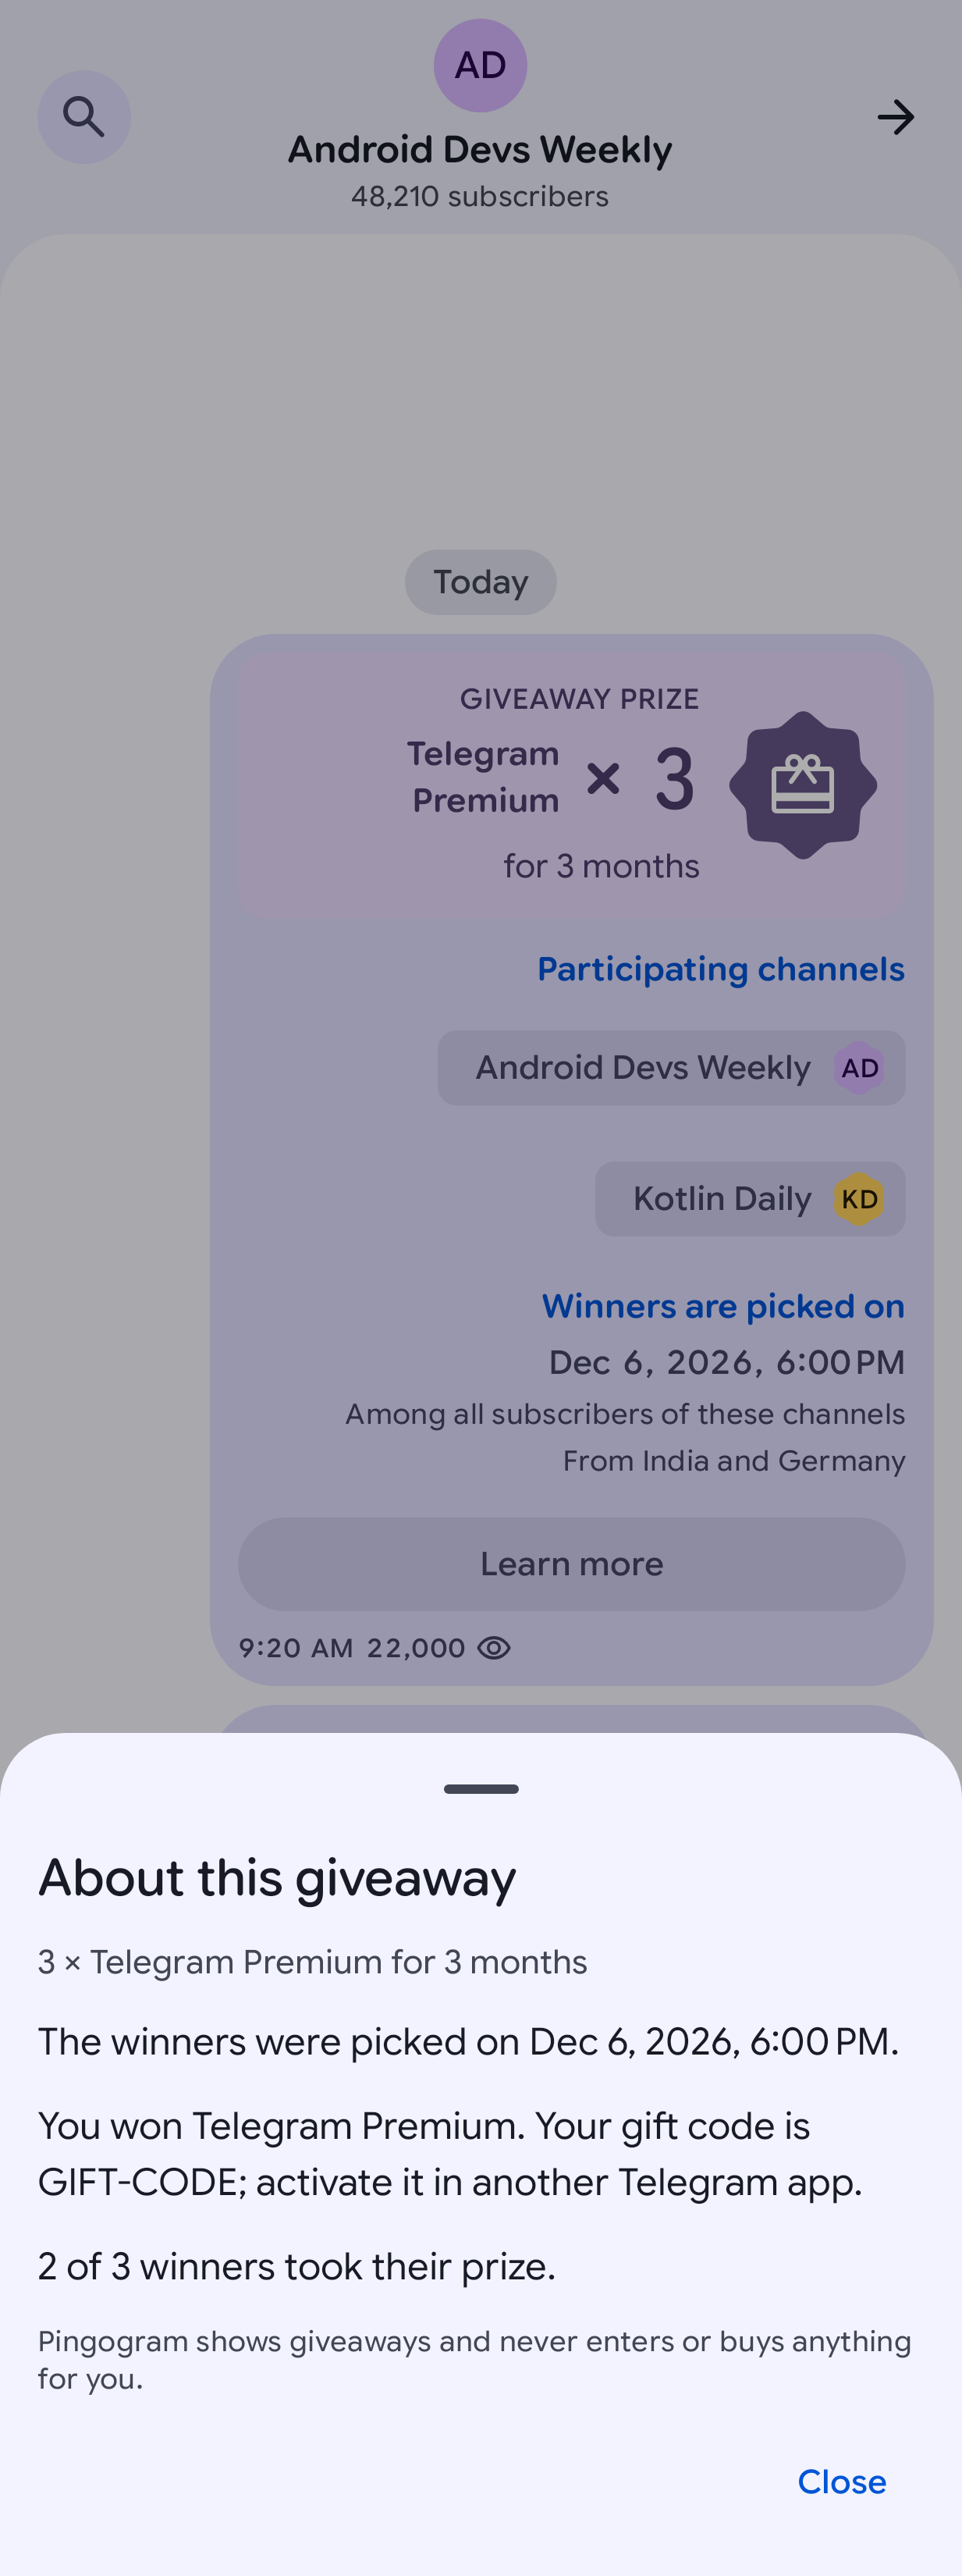 AD
Android Devs Weekly
48,210 subscribers
Today
GIVEAWAY PRIZE
Telegram
Premium
× 3
for 3 months
Participating channels
Android Devs Weekly AD
Kotlin Daily KD
Winners are picked on
Dec 6, 2026, 6:00 PM
Among all subscribers of these channels
From India and Germany
Learn more
9:20 AM 22,000
About this giveaway
3 × Telegram Premium for 3 months
The winners were picked on Dec 6, 2026, 6:00 PM.
You won Telegram Premium. Your gift code is
GIFT-CODE; activate it in another Telegram app.
2 of 3 winners took their prize.
Pingogram shows giveaways and never enters or buys anything
for you.
Close